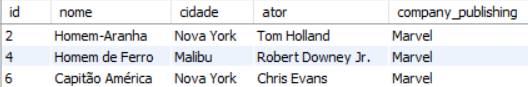 id nome cidade ator company_publishing
2 Homem-Aranha Nova York Tom Holland Marvel
4 Homem de Ferro Malibu Robert Downey Jr. Marvel
6 Capitão América Nova York Chris Evans Marvel